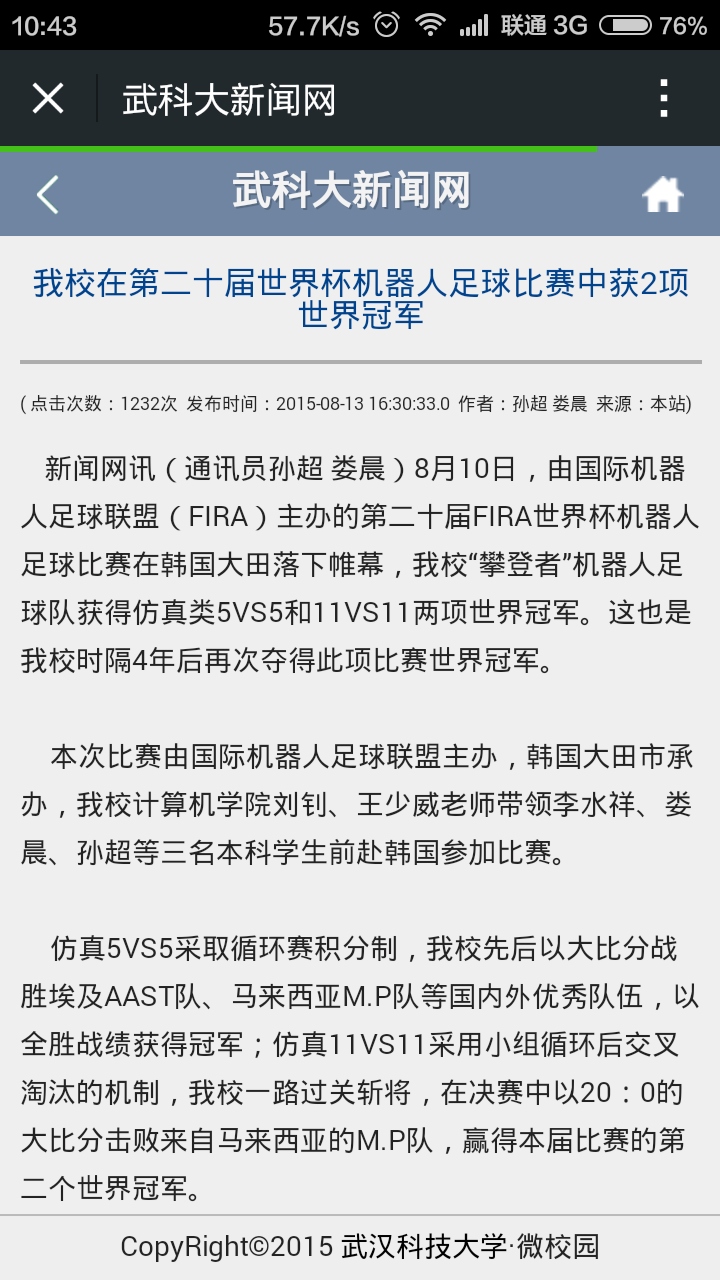 10:43 57.7K/s 联通 3G 76%
武科大新闻网
武科大新闻网
我校在第二十届世界杯机器人足球比赛中获2项
世界冠军
( 点击次数：1232次 发布时间：2015-08-13 16:30:33.0 作者：孙超 娄晨 来源：本站)
新闻网讯（通讯员孙超 娄晨）8月10日，由国际机器
人足球联盟（FIRA）主办的第二十届FIRA世界杯机器人
足球比赛在韩国大田落下帷幕，我校“攀登者”机器人足
球队获得仿真类5VS5和11VS11两项世界冠军。这也是
我校时隔4年后再次夺得此项比赛世界冠军。
本次比赛由国际机器人足球联盟主办，韩国大田市承
办，我校计算机学院刘钊、王少威老师带领李水祥、娄
晨、孙超等三名本科学生前赴韩国参加比赛。
仿真5VS5采取循环赛积分制，我校先后以大比分战
胜埃及AAST队、马来西亚M.P队等国内外优秀队伍，以
全胜战绩获得冠军；仿真11VS11采用小组循环后交叉
淘汰的机制，我校一路过关斩将，在决赛中以20：0的
大比分击败来自马来西亚的M.P队，赢得本届比赛的第
二个世界冠军。
CopyRight©2015 武汉科技大学·微校园